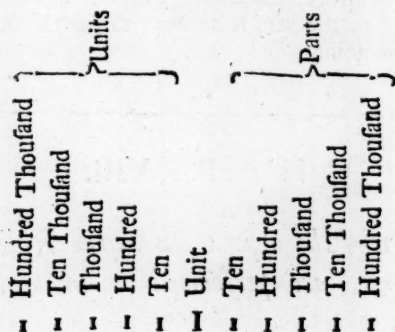 1 Hundred Thouſand
1 Ten Thouſand
1 Thouſand Units
1 Hundred
1 Ten
1 Unit
1 Ten
1 Hundred
1 Thouſand Parts
1 Ten Thouſand
1 Hundred Thouſand